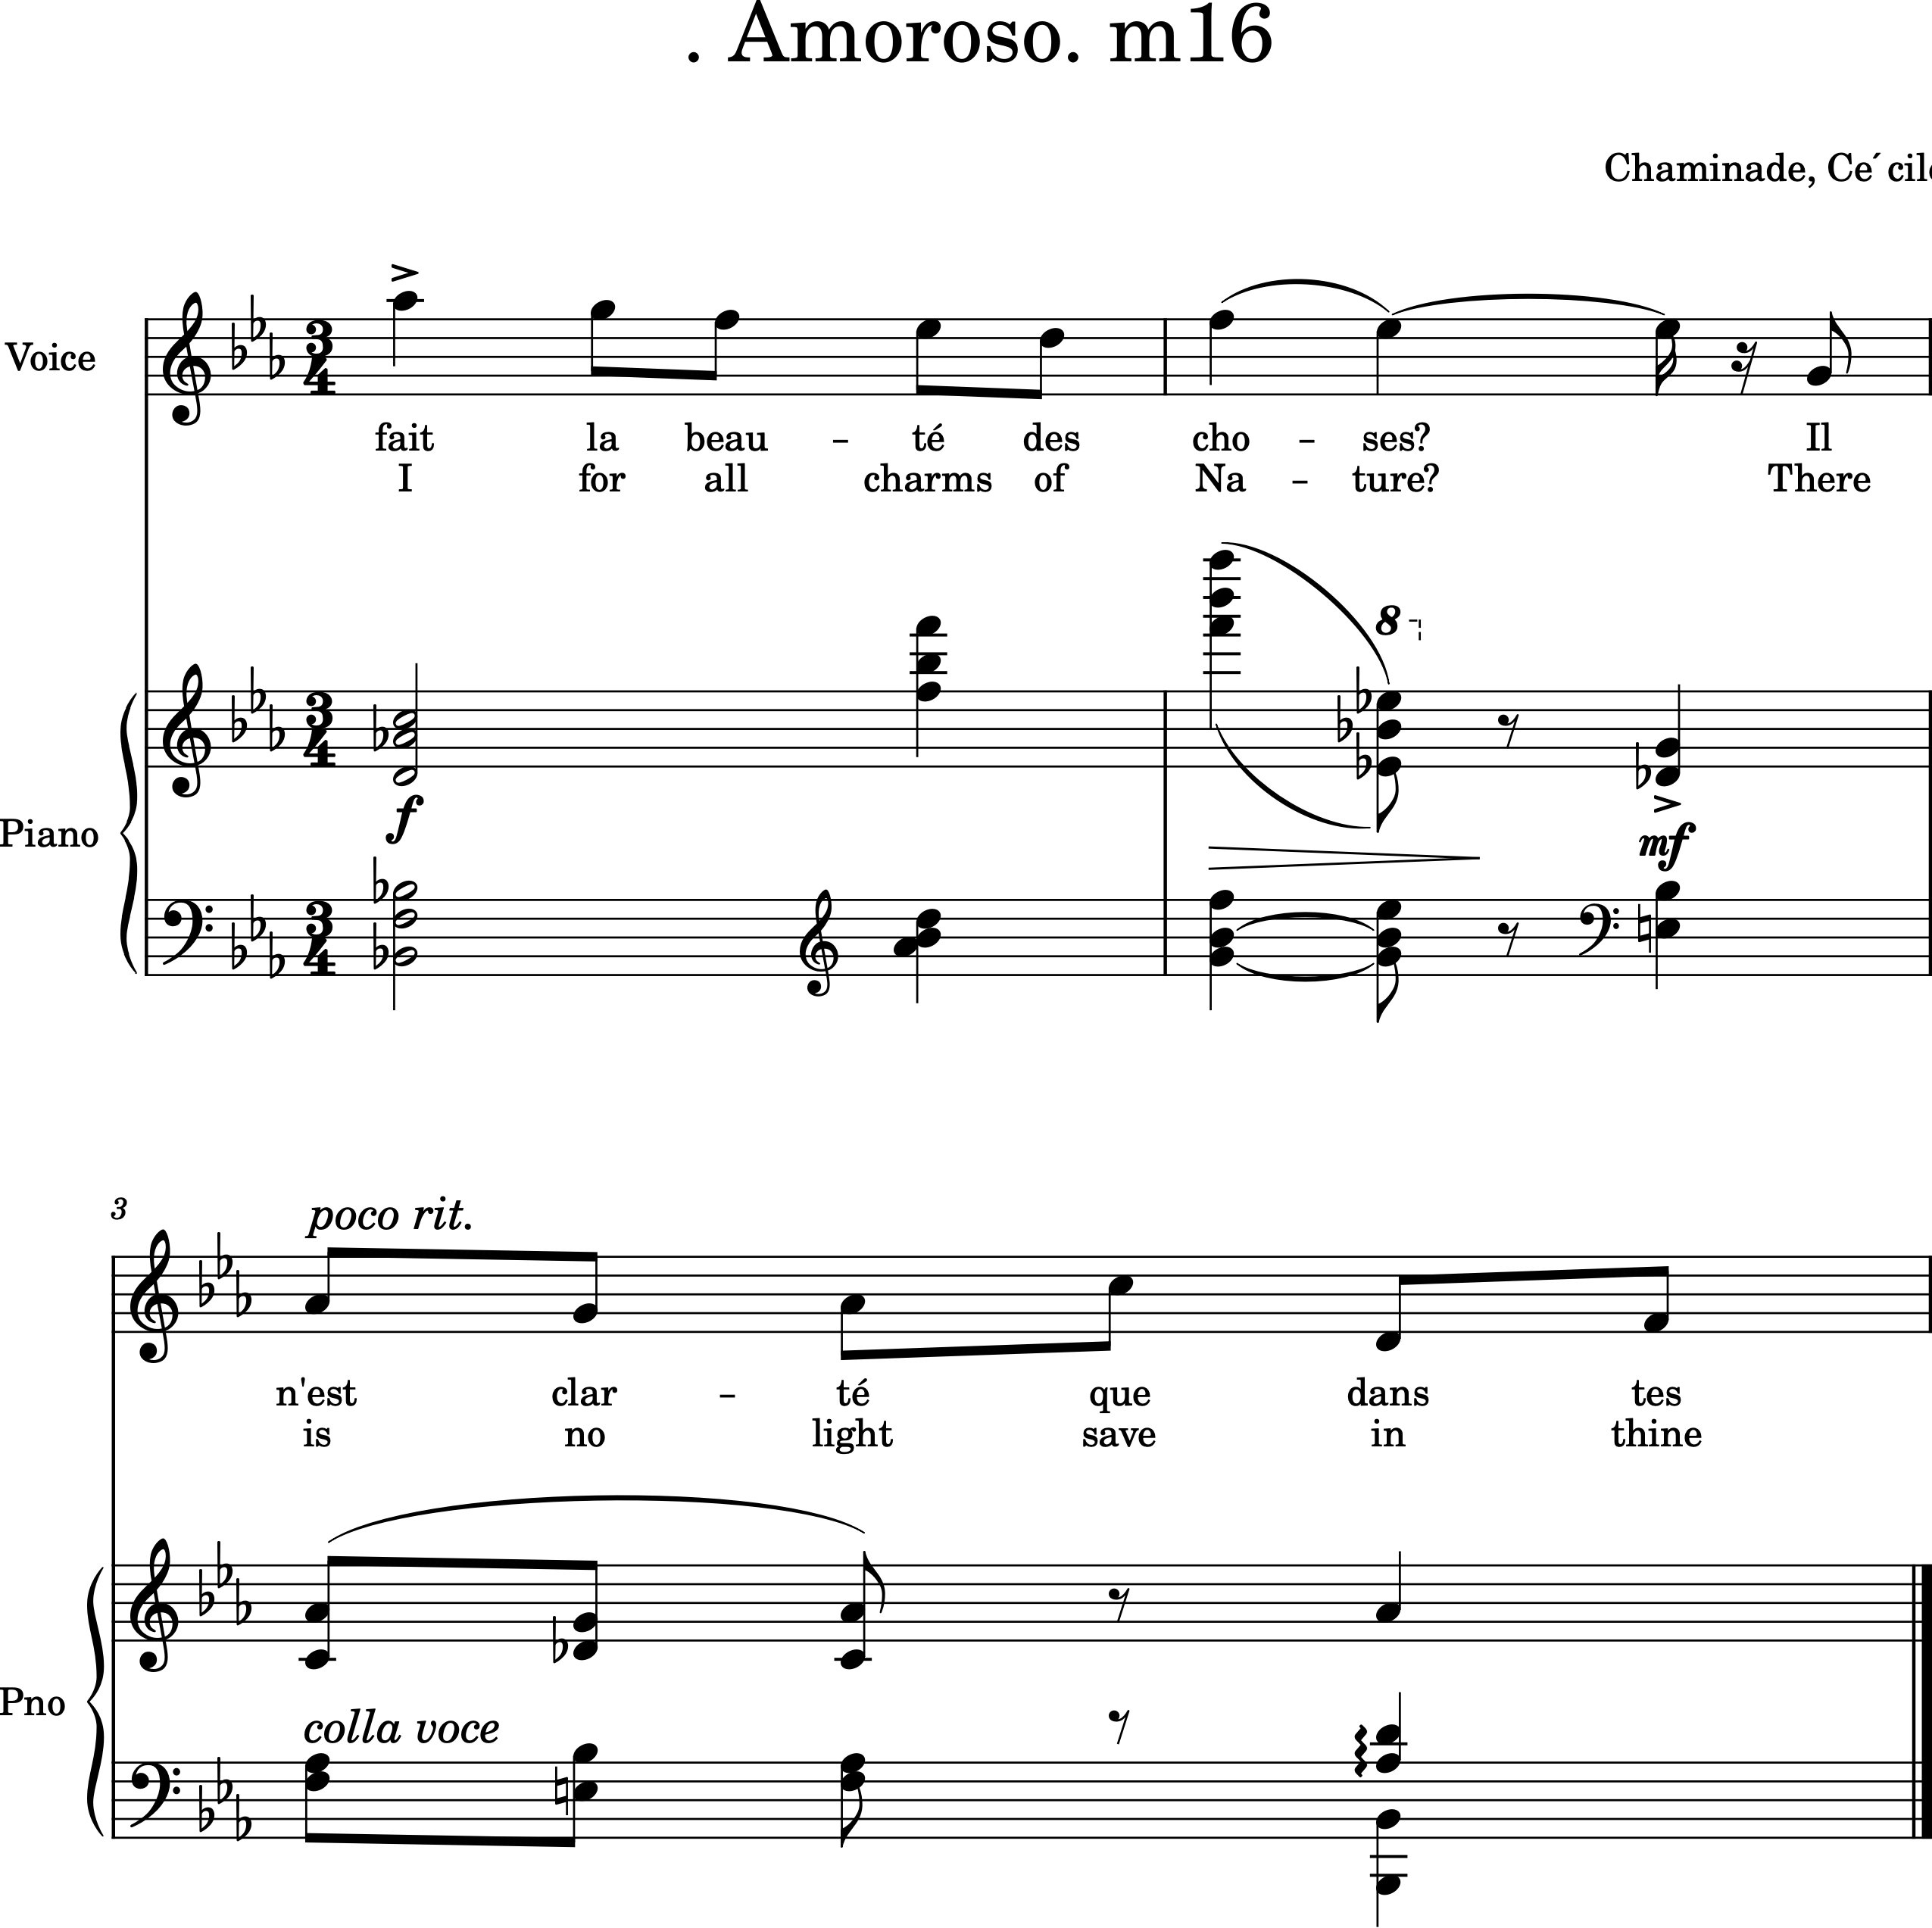 . Amoroso. m16
Chaminade, Ce´ cile
Voice
fait la beau - té des cho - ses? Il
I for all charms of Na - ture? There
8
f
mf
Piano
3
poco rit.
n'est clar - té que dans tes
is no light save in thine
Pno
colla voce